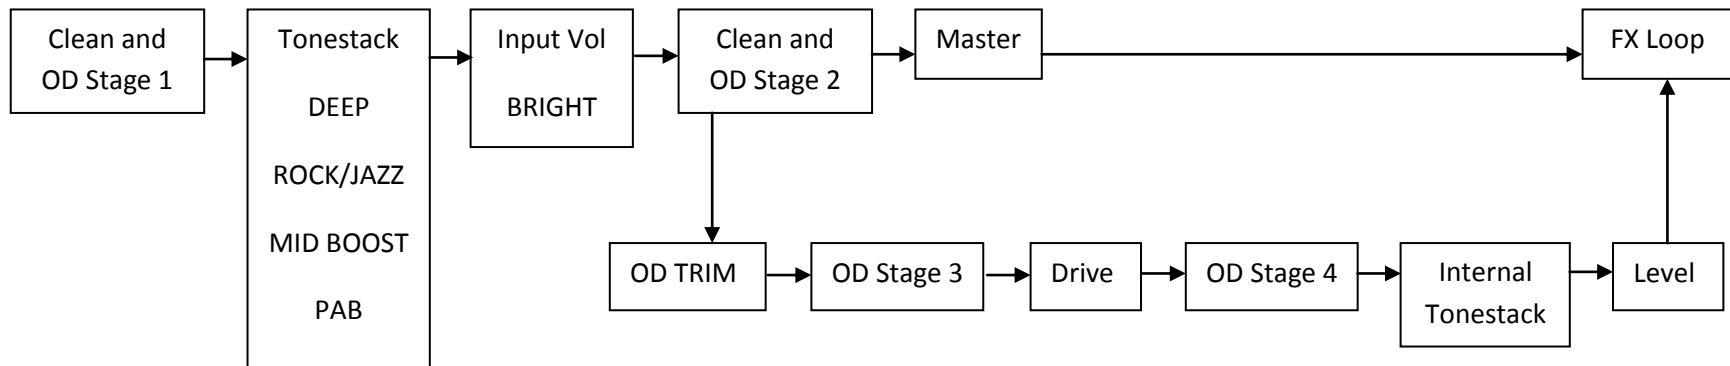 Clean and
OD Stage 1
Tonestack
DEEP
ROCK/JAZZ
MID BOOST
PAB
Input Vol
BRIGHT
Clean and
OD Stage 2
Master
FX Loop
OD TRIM
OD Stage 3
Drive
OD Stage 4
Internal
Tonestack
Level